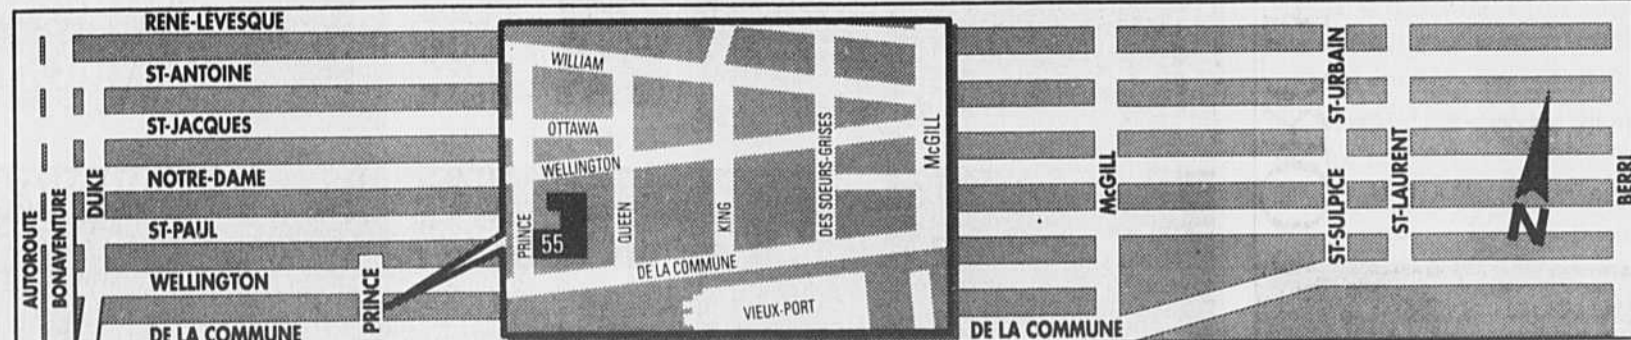 RENÉ-LÉVESQUE
ST-ANTOINE
ST-JACQUES
NOTRE-DAME
ST-PAUL
WELLINGTON
DE LA COMMUNE
AUTOROUTE
BONAVENTURE
DUKE
PRINCE
WILLIAM
OTTAWA
WELLINGTON
PRINCE
55
QUEEN
KING
DES SOEURS-GRISES
McGILL
DE LA COMMUNE
VIEUX-PORT
McGILL
DE LA COMMUNE
ST-URBAIN
ST-SULPICE
ST-LAURENT
N
BERRI